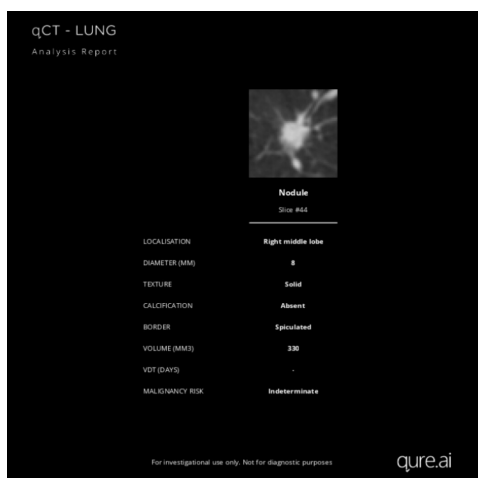 qCT - LUNG
Analysis Report
Nodule
Slice #44
LOCALISATION Right middle lobe
DIAMETER (MM) 8
TEXTURE Solid
CALCIFICATION Absent
BORDER Spiculated
VOLUME (MM3) 330
VDT (DAYS) -
MALIGNANCY RISK Indeterminate
For investigational use only. Not for diagnostic purposes
qure.ai